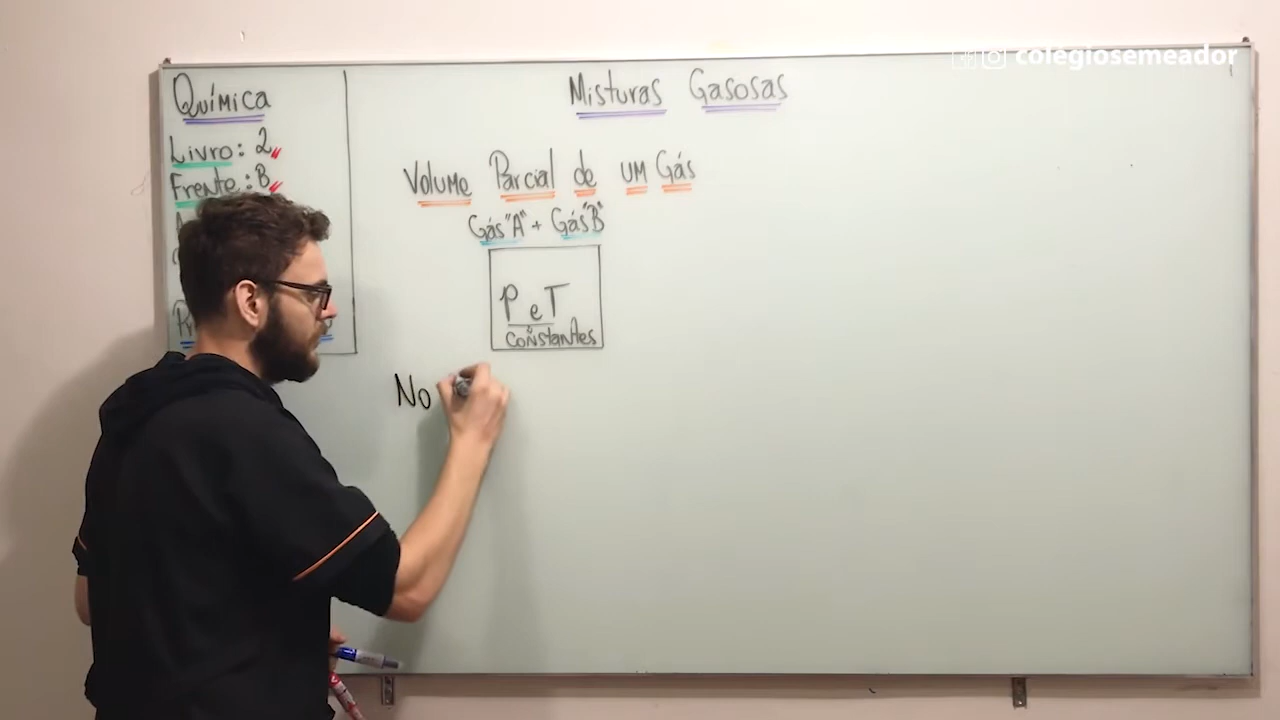 colegiosemeador
Química
Livro: 2
Frente: B
Misturas Gasosas
Volume Parcial de um Gás
Gás "A" + Gás "B"
P e T
constantes
No